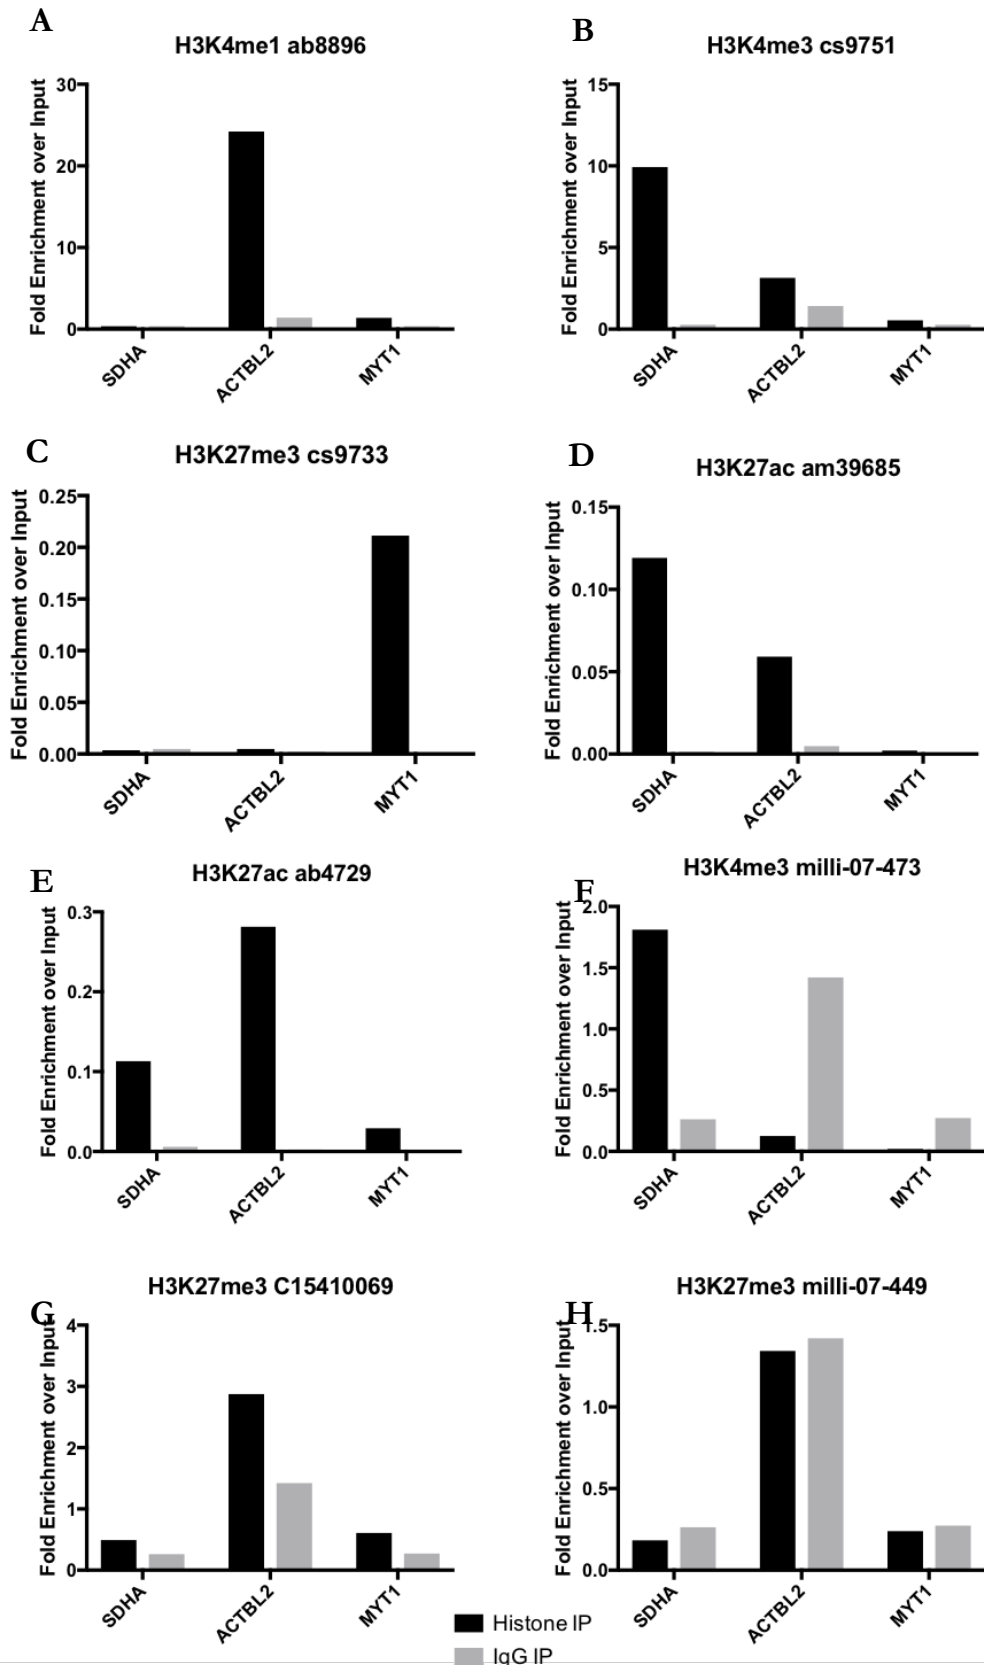 A
H3K4me1 ab8896
Fold Enrichment over Input
30
20
10
0
SDHA
ACTBL2
MYT1
B
H3K4me3 cs9751
Fold Enrichment over Input
15
10
5
0
SDHA
ACTBL2
MYT1
C
H3K27me3 cs9733
Fold Enrichment over Input
0.25
0.20
0.15
0.10
0.05
0.00
SDHA
ACTBL2
MYT1
D
H3K27ac am39685
Fold Enrichment over Input
0.15
0.10
0.05
0.00
SDHA
ACTBL2
MYT1
E
H3K27ac ab4729
Fold Enrichment over Input
0.3
0.2
0.1
0.0
SDHA
ACTBL2
MYT1
F
H3K4me3 milli-07-473
Fold Enrichment over Input
2.0
1.5
1.0
0.5
0.0
SDHA
ACTBL2
MYT1
G
H3K27me3 C15410069
Fold Enrichment over Input
4
3
2
1
0
SDHA
ACTBL2
MYT1
H
H3K27me3 milli-07-449
Fold Enrichment over Input
1.5
1.0
0.5
0.0
SDHA
ACTBL2
MYT1
Histone IP
IgG IP